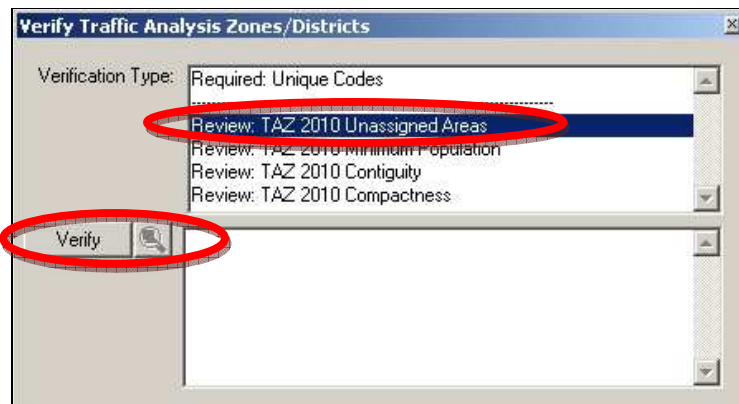 Verify Traffic Analysis Zones/Districts
Verification Type:
Required: Unique Codes
------------------------------------------------------------
Review: TAZ 2010 Unassigned Areas
Review: TAZ 2010 Minimum Population
Review: TAZ 2010 Contiguity
Review: TAZ 2010 Compactness
Verify